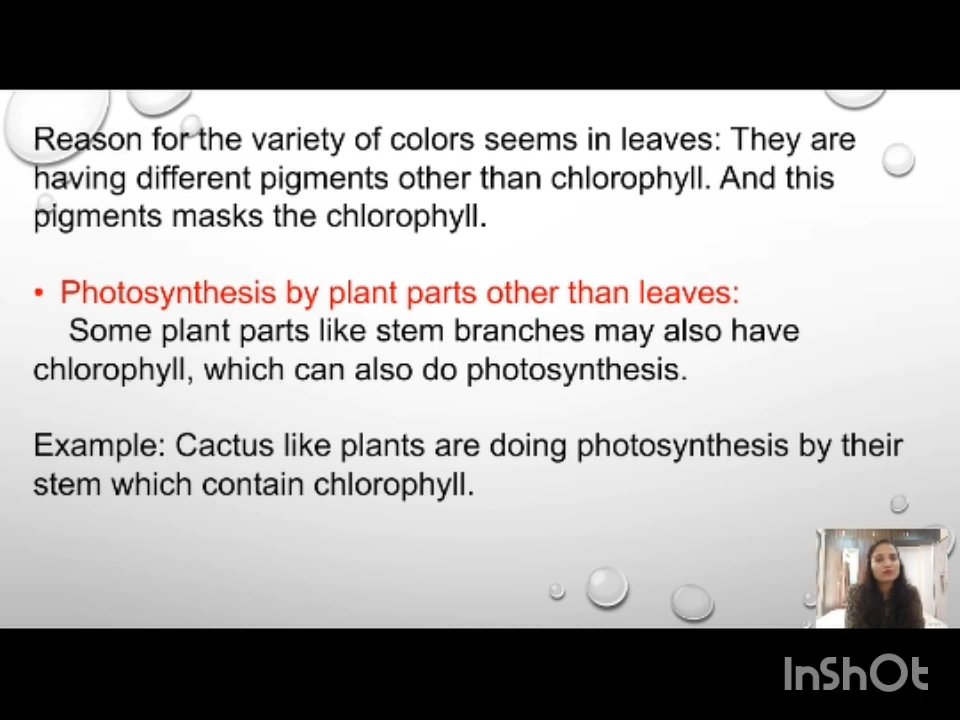 Reason for the variety of colors seems in leaves: They are
having different pigments other than chlorophyll. And this
pigments masks the chlorophyll.
• Photosynthesis by plant parts other than leaves:
Some plant parts like stem branches may also have
chlorophyll, which can also do photosynthesis.
Example: Cactus like plants are doing photosynthesis by their
stem which contain chlorophyll.
InShOt